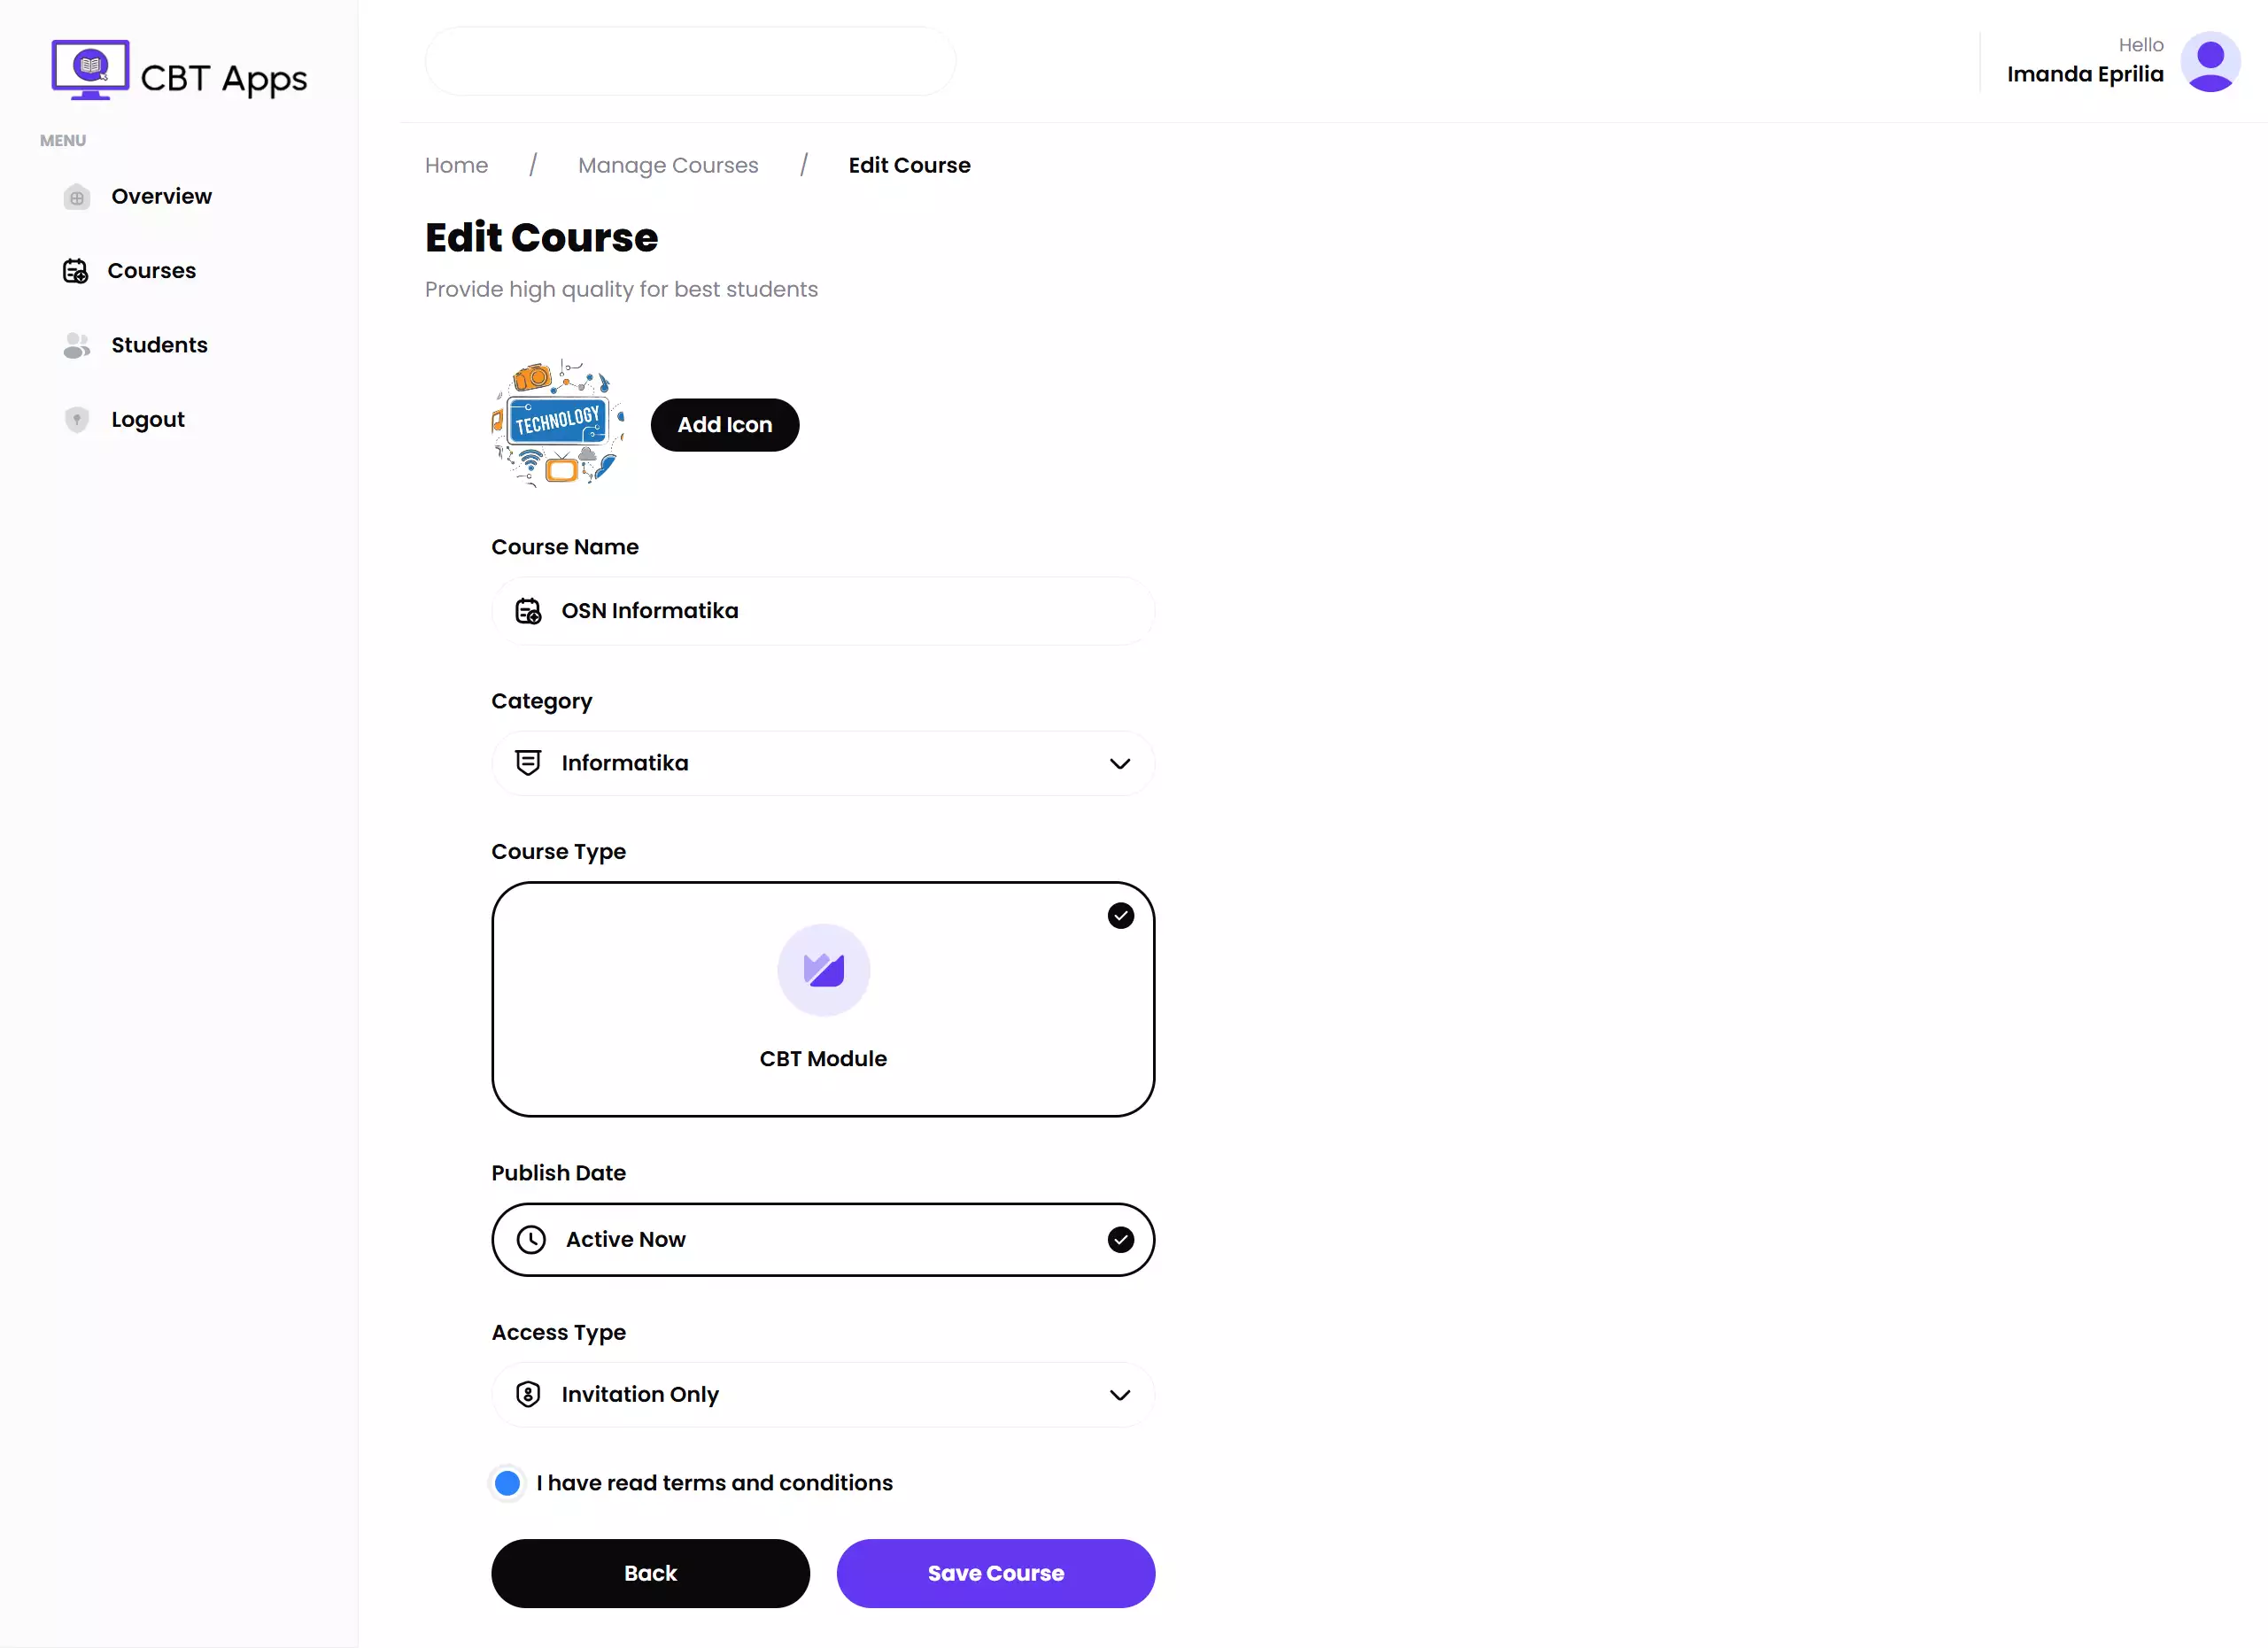 CBT Apps
MENU
Overview
Courses
Students
Logout
Hello
Imanda Eprilia
Home / Manage Courses / Edit Course
Edit Course
Provide high quality for best students
TECHNOLOGY
Add Icon
Course Name
OSN Informatika
Category
Informatika
Course Type
CBT Module
Publish Date
Active Now
Access Type
Invitation Only
I have read terms and conditions
Back
Save Course